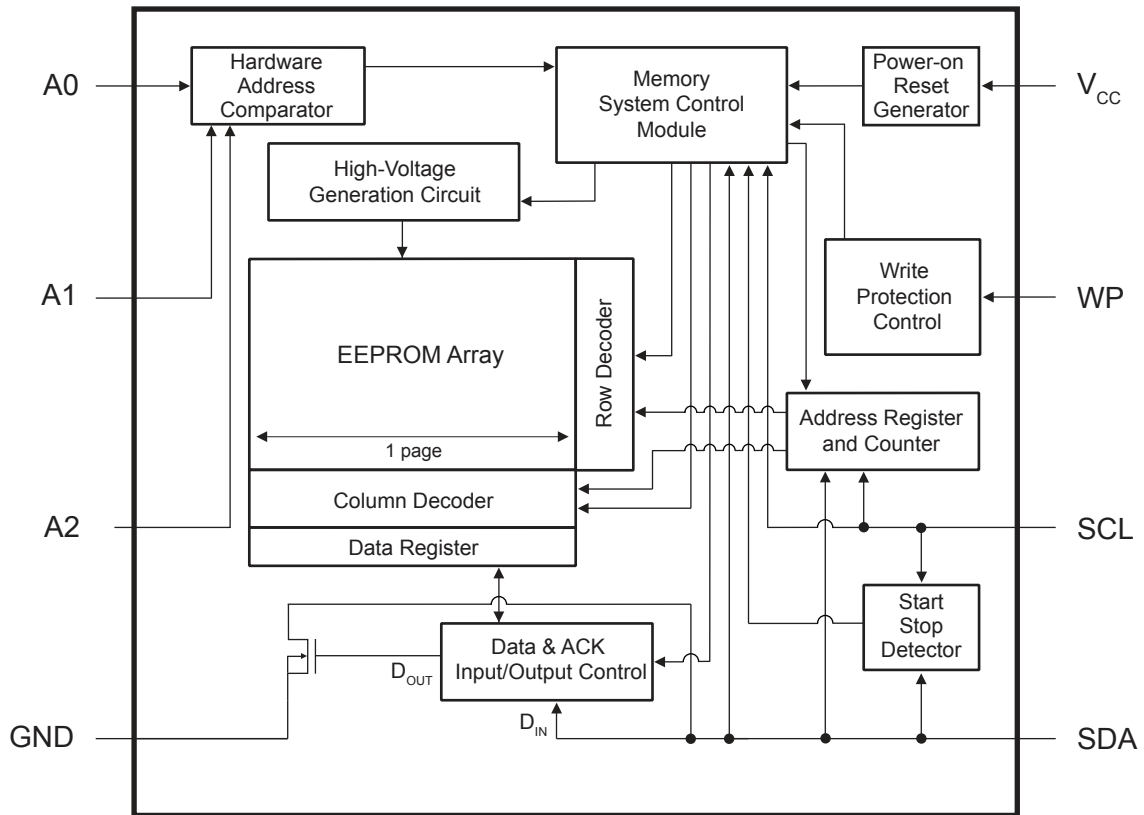 A0
Hardware
Address
Comparator
Memory
System Control
Module
Power-on
Reset
Generator
VCC
High-Voltage
Generation Circuit
A1
EEPROM Array
Row Decoder
Write
Protection
Control
WP
1 page
Address Register
and Counter
Column Decoder
A2
Data Register
SCL
Start
Stop
Detector
Data & ACK
Input/Output Control
DOUT
DIN
GND
SDA